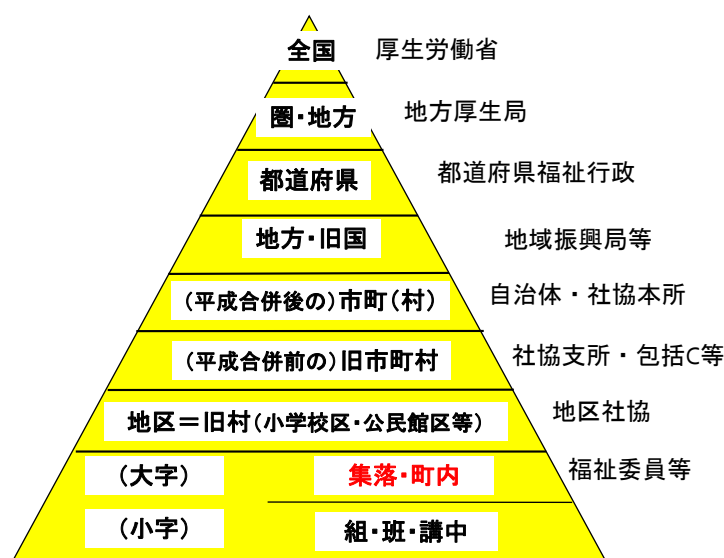 全国 厚生労働省
圏・地方 地方厚生局
都道府県 都道府県福祉行政
地方・旧国 地域振興局等
(平成合併後の)市町(村) 自治体・社協本所
(平成合併前の)旧市町村 社協支所・包括C等
地区＝旧村(小学校区・公民館区等) 地区社協
(大字) 集落・町内 福祉委員等
(小字) 組・班・講中